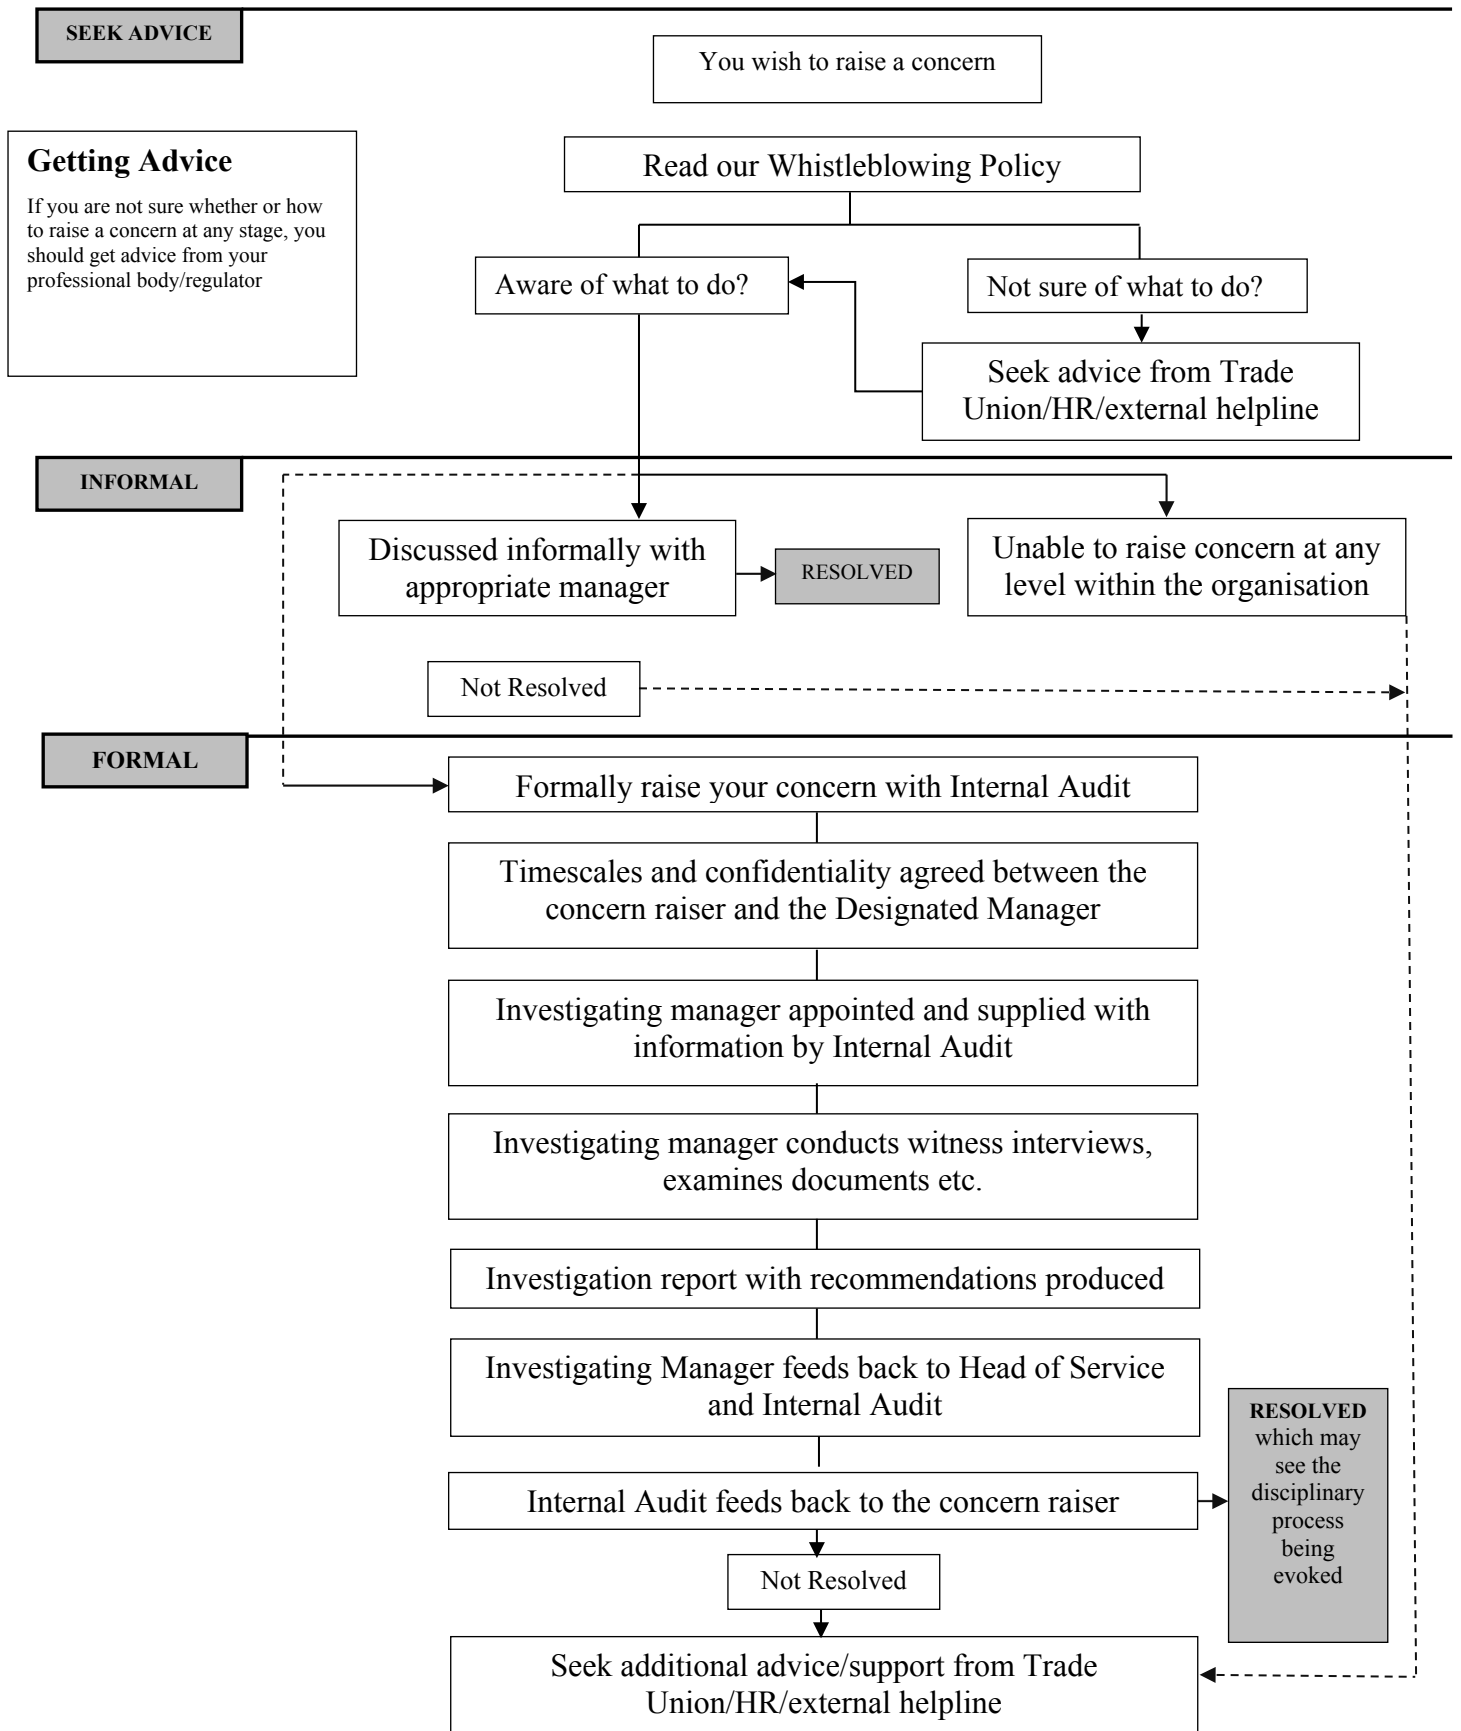 SEEK ADVICE
You wish to raise a concern
Getting Advice
If you are not sure whether or how
to raise a concern at any stage, you
should get advice from your
professional body/regulator
Read our Whistleblowing Policy
Aware of what to do?
Not sure of what to do?
Seek advice from Trade
Union/HR/external helpline
INFORMAL
Discussed informally with
appropriate manager
RESOLVED
Unable to raise concern at any
level within the organisation
Not Resolved
FORMAL
Formally raise your concern with Internal Audit
Timescales and confidentiality agreed between the
concern raiser and the Designated Manager
Investigating manager appointed and supplied with
information by Internal Audit
Investigating manager conducts witness interviews,
examines documents etc.
Investigation report with recommendations produced
Investigating Manager feeds back to Head of Service
and Internal Audit
Internal Audit feeds back to the concern raiser
RESOLVED
which may
see the
disciplinary
process
being
evoked
Not Resolved
Seek additional advice/support from Trade
Union/HR/external helpline